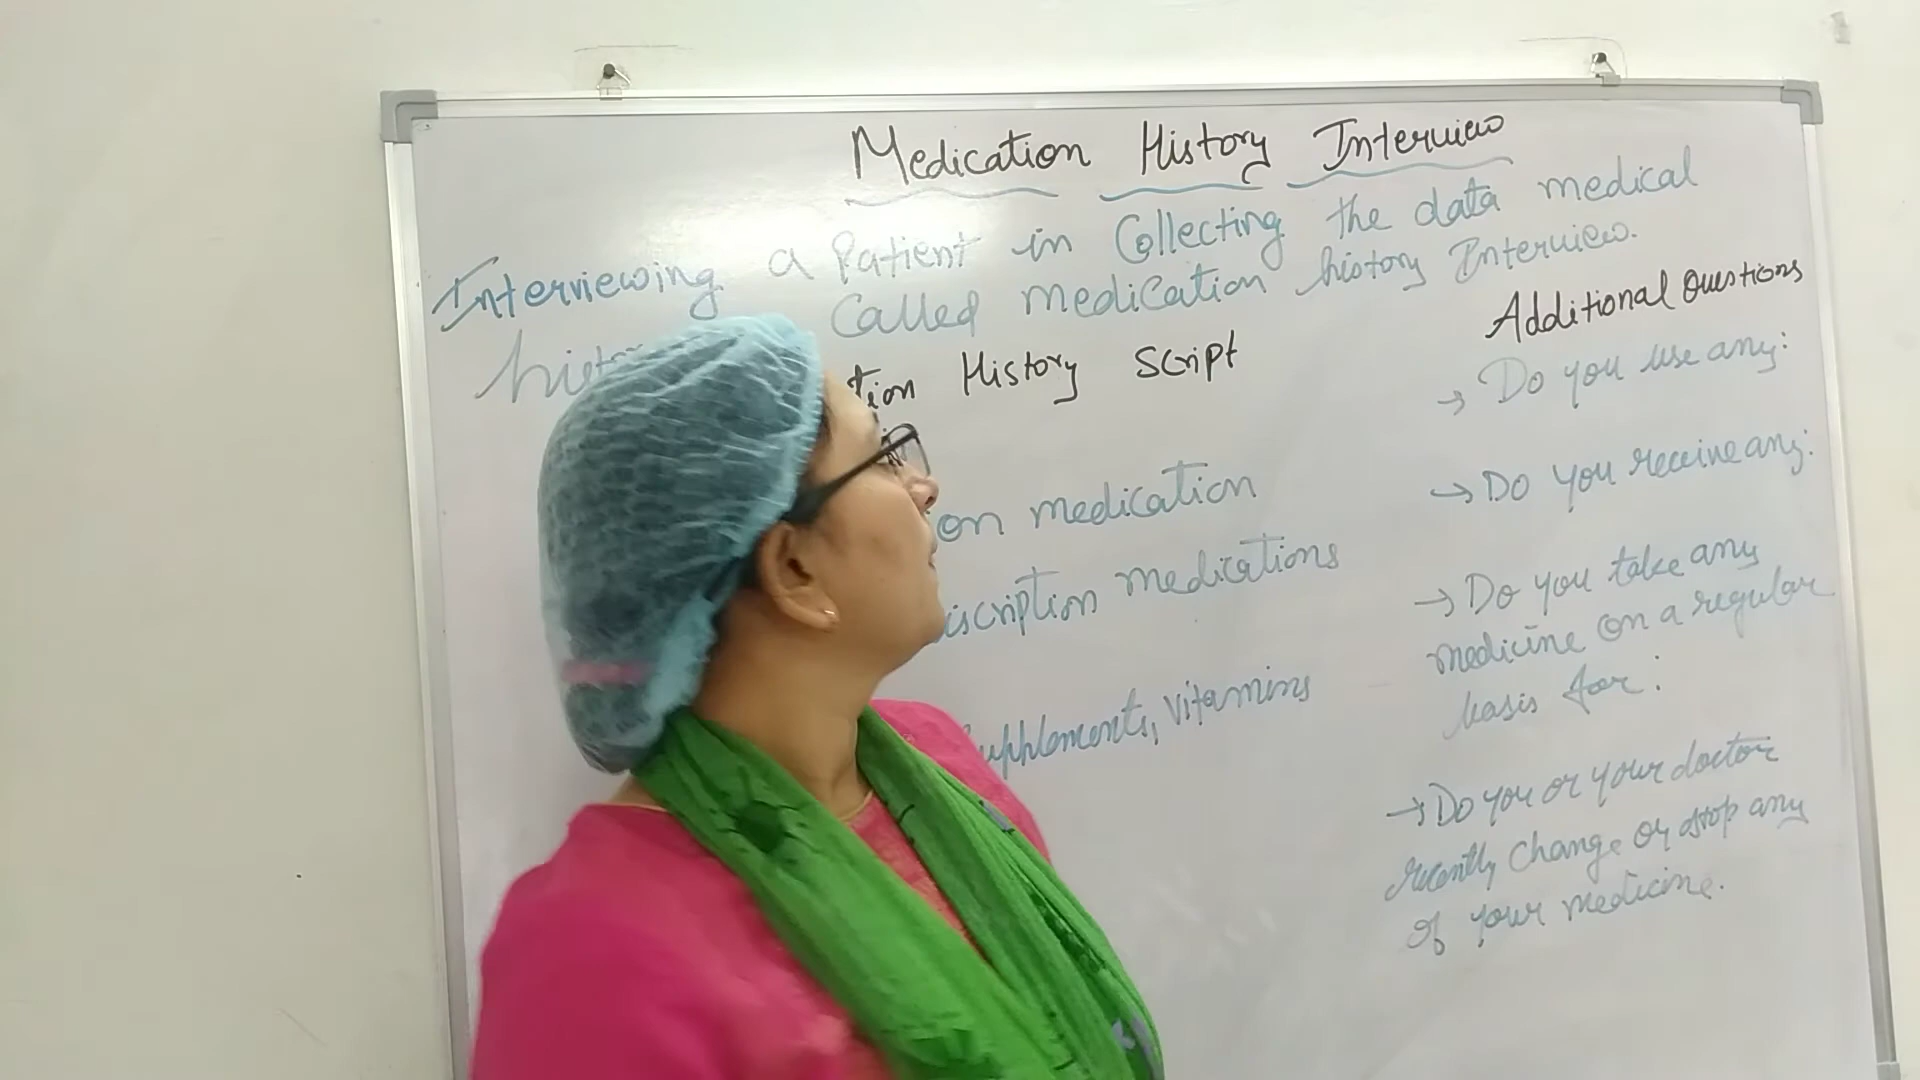 Medication History Interview
Interviewing a Patient in Collecting the data medical
history Called medication history Interview.
tion History Script
on medication
iscription medications
upplements, vitamins
Additional Questions
→ Do you use any:
→ Do you receive any:
→ Do you take any
medicine on a regular
basis for:
→ Do you or your doctor
recently change or stop any
of your medicine.